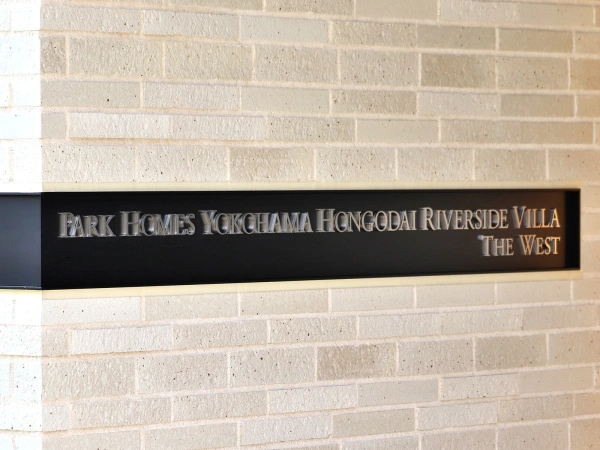 PARK HOMES YOKOHAMA HONGODAI RIVERSIDE VILLA
THE WEST